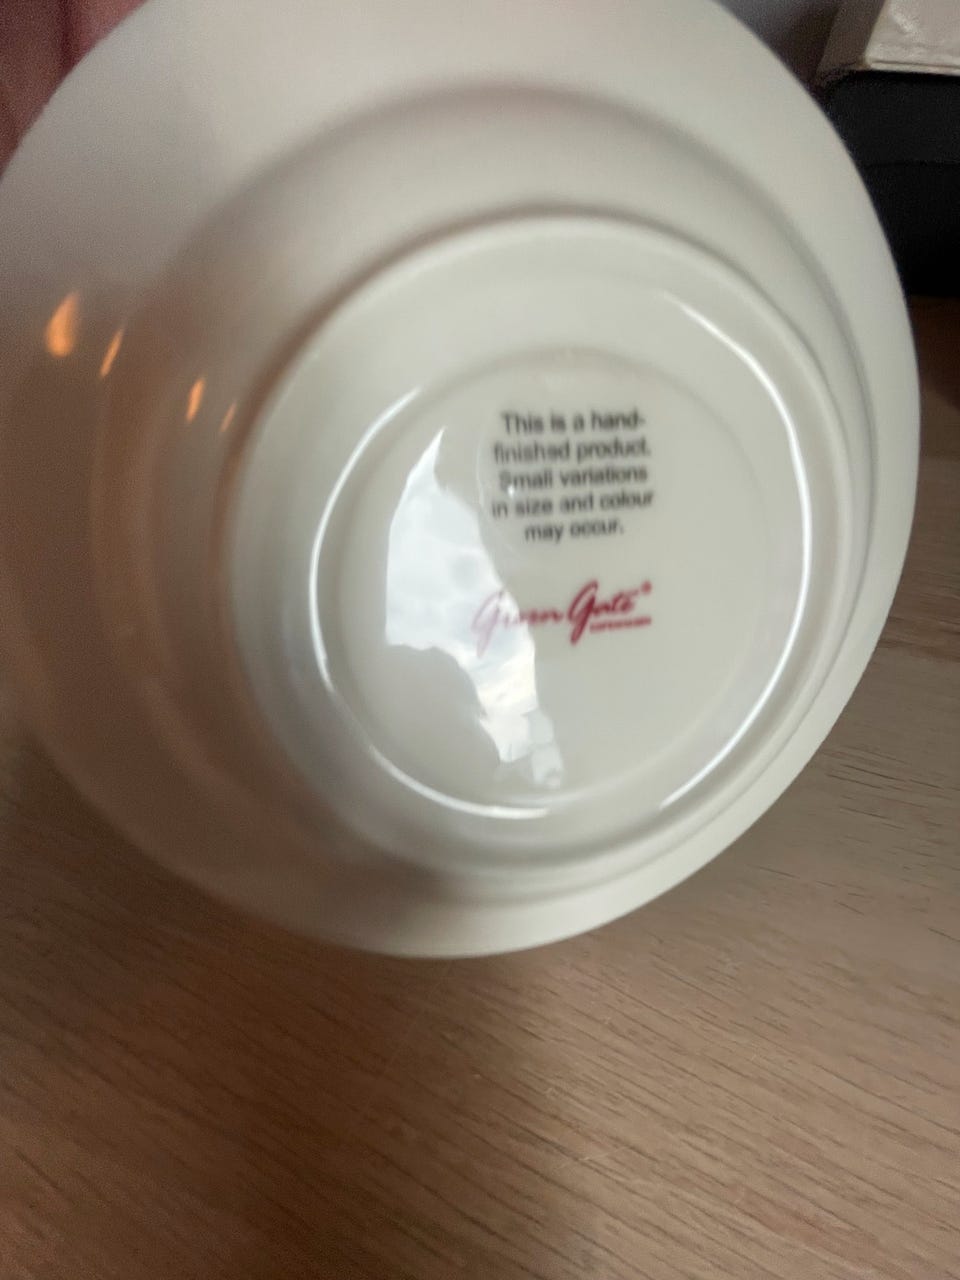 This is a hand-
finished product.
Small variations
in size and colour
may occur.
Green Gate®